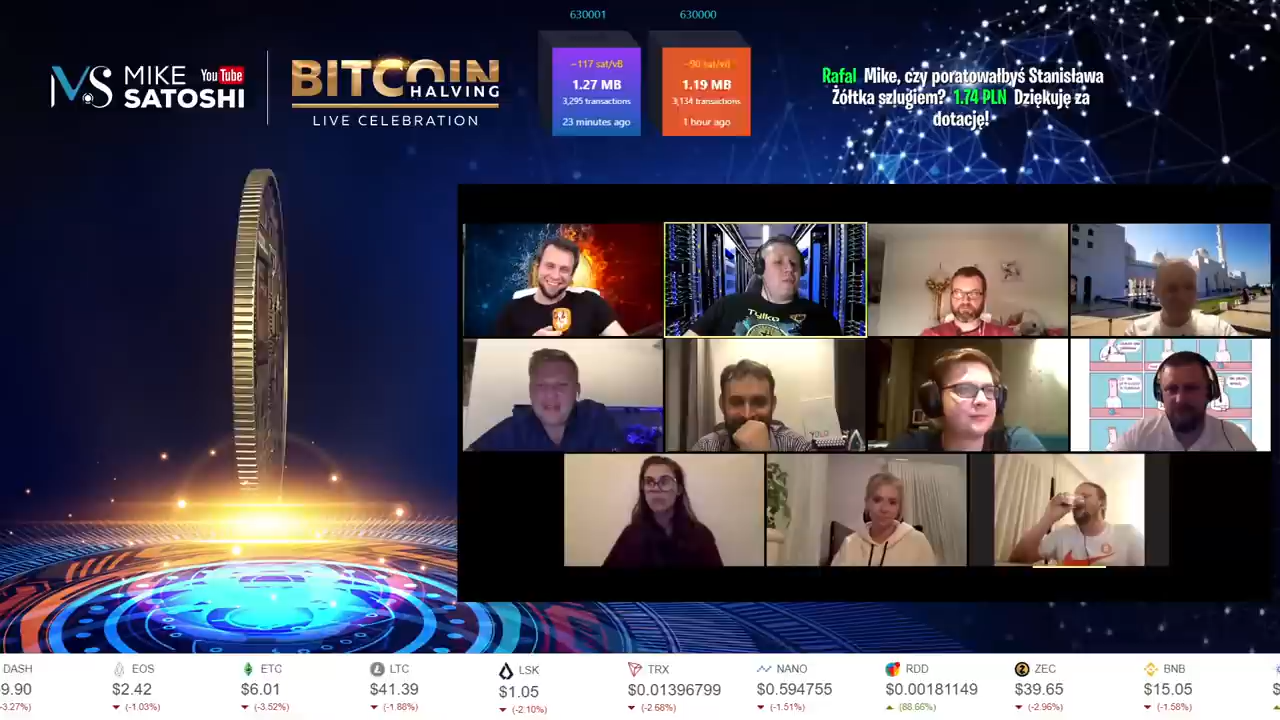 630001
630000
MIKE
YouTube
SATOSHI
BITCOIN
HALVING
LIVE CELEBRATION
~117 sat/vB
1.27 MB
3,295 transactions
23 minutes ago
~90 sat/vB
1.19 MB
3,134 transactions
1 hour ago
Rafal Mike, czy poratowałbyś Stanisława
Żółtka szlugiem? 1.74 PLN Dziękuję za
dotację!
Tylko
YOLO
DASH
9.90
-3.27%)
EOS
$2.42
(-1.03%)
ETC
$6.01
(-3.52%)
LTC
$41.39
(-1.88%)
LSK
$1.05
(-2.10%)
TRX
$0.01396799
(-2.68%)
NANO
$0.594755
(-1.51%)
RDD
$0.00181149
(88.66%)
ZEC
$39.65
(-2.96%)
BNB
$15.05
(-1.58%)